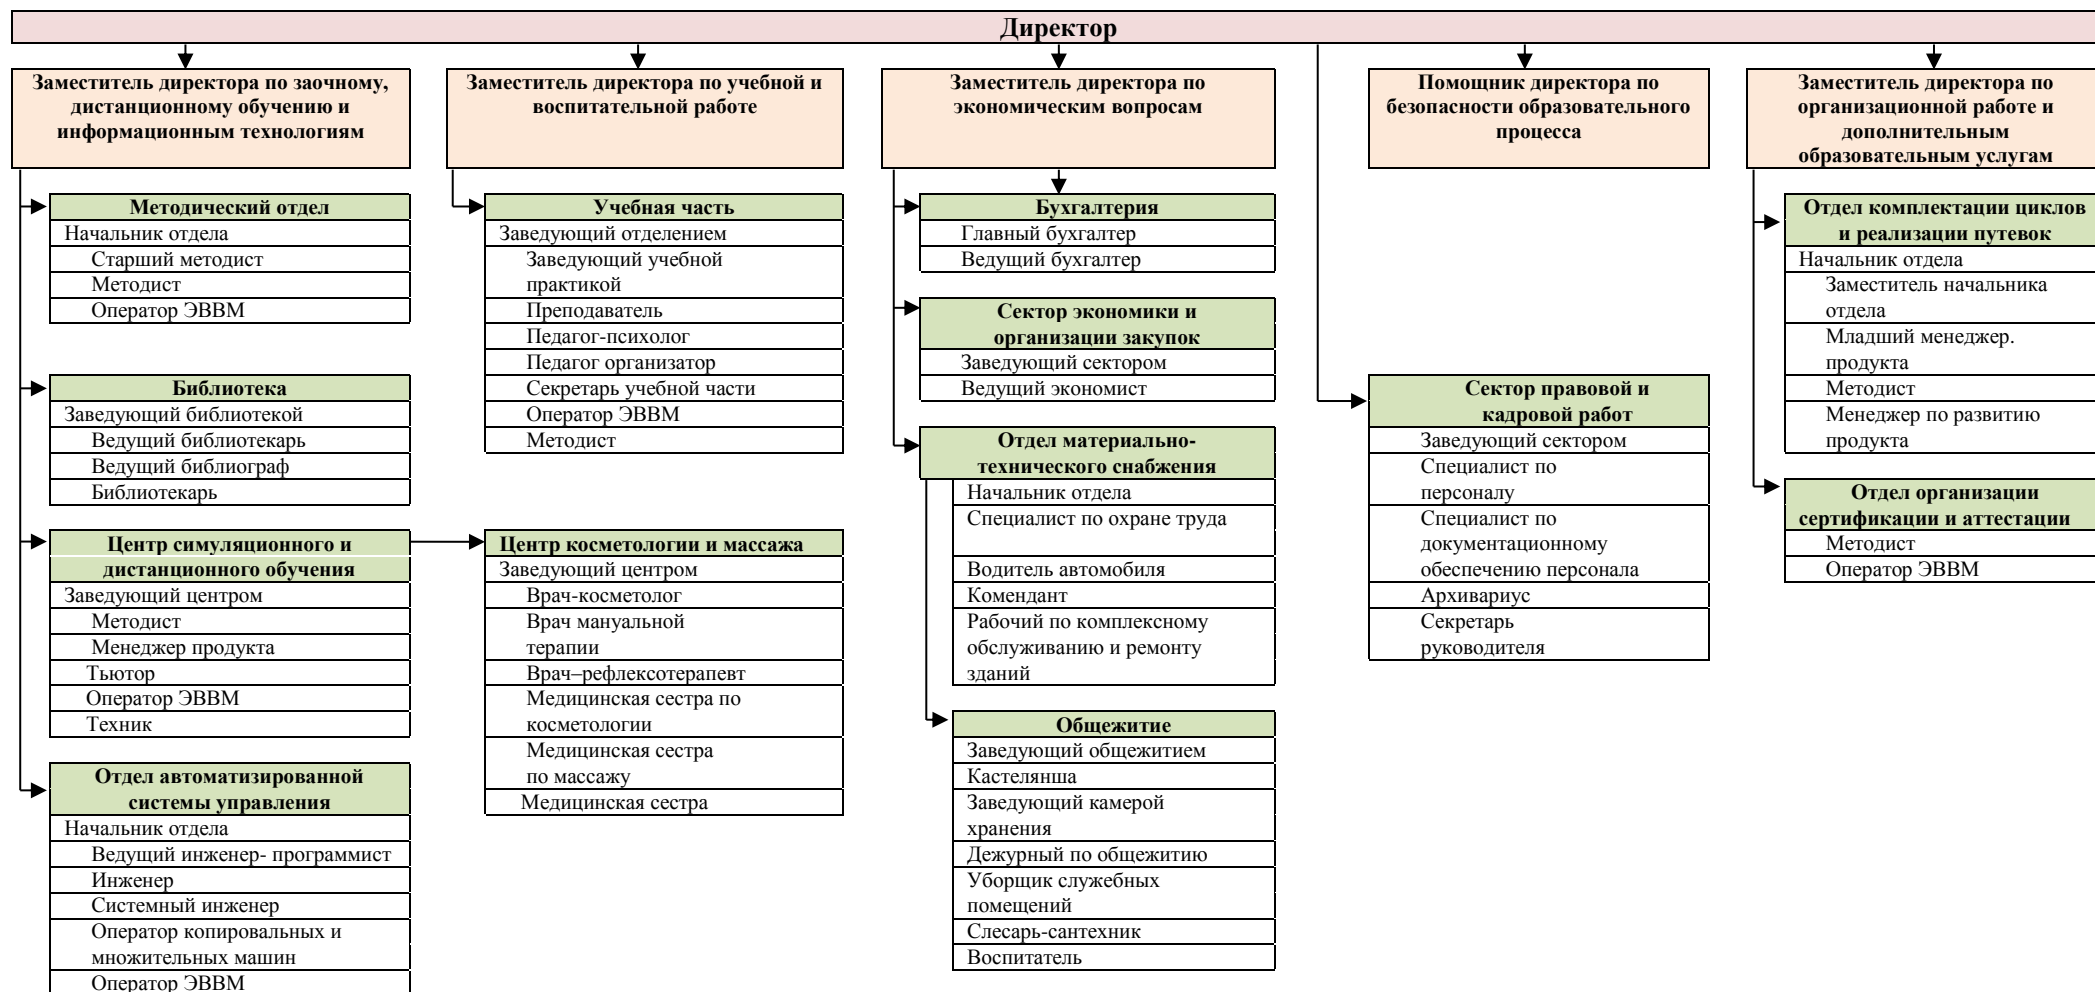 Директор
Заместитель директора по заочному,
дистанционному обучению и
информационным технологиям
Методический отдел
Начальник отдела
Старший методист
Методист
Оператор ЭВВМ
Библиотека
Заведующий библиотекой
Ведущий библиотекарь
Ведущий библиограф
Библиотекарь
Центр симуляционного и
дистанционного обучения
Заведующий центром
Методист
Менеджер продукта
Тьютор
Оператор ЭВВМ
Техник
Отдел автоматизированной
системы управления
Начальник отдела
Ведущий инженер- программист
Инженер
Системный инженер
Оператор копировальных и
множительных машин
Оператор ЭВВМ
Заместитель директора по учебной и
воспитательной работе
Учебная часть
Заведующий отделением
Заведующий учебной
практикой
Преподаватель
Педагог-психолог
Педагог организатор
Секретарь учебной части
Оператор ЭВВМ
Методист
Центр косметологии и массажа
Заведующий центром
Врач-косметолог
Врач мануальной
терапии
Врач–рефлексотерапевт
Медицинская сестра по
косметологии
Медицинская сестра
по массажу
Медицинская сестра
Заместитель директора по
экономическим вопросам
Бухгалтерия
Главный бухгалтер
Ведущий бухгалтер
Сектор экономики и
организации закупок
Заведующий сектором
Ведущий экономист
Отдел материально-
технического снабжения
Начальник отдела
Специалист по охране труда
Водитель автомобиля
Комендант
Рабочий по комплексному
обслуживанию и ремонту
зданий
Общежитие
Заведующий общежитием
Кастелянша
Заведующий камерой
хранения
Дежурный по общежитию
Уборщик служебных
помещений
Слесарь-сантехник
Воспитатель
Помощник директора по
безопасности образовательного
процесса
Сектор правовой и
кадровой работ
Заведующий сектором
Специалист по
персоналу
Специалист по
документационному
обеспечению персонала
Архивариус
Секретарь
руководителя
Заместитель директора по
организационной работе и
дополнительным
образовательным услугам
Отдел комплектации циклов
и реализации путевок
Начальник отдела
Заместитель начальника
отдела
Младший менеджер.
продукта
Методист
Менеджер по развитию
продукта
Отдел организации
сертификации и аттестации
Методист
Оператор ЭВВМ